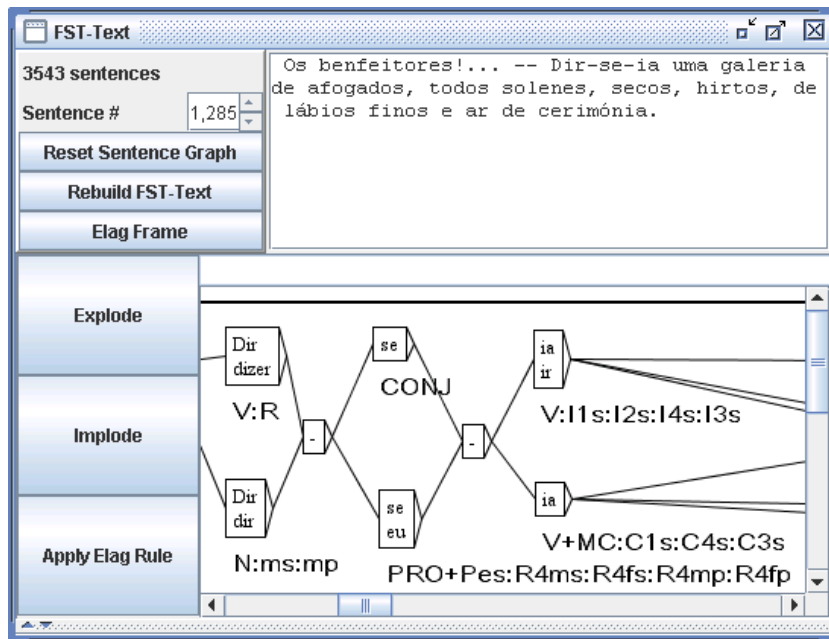 FST-Text
3543 sentences
Sentence # 1,285
Reset Sentence Graph
Rebuild FST-Text
Elag Frame
Os benfeitores!... -- Dir-se-ia uma galeria
de afogados, todos solenes, secos, hirtos, de
lábios finos e ar de cerimónia.
Explode
Implode
Apply Elag Rule
Dir
dizer
V:R
Dir
dir
N:ms:mp
-
se
CONJ
se
eu
PRO+Pes:R4ms:R4fs:R4mp:R4fp
-
ia
ir
V:I1s:I2s:I4s:I3s
ia
V+MC:C1s:C4s:C3s